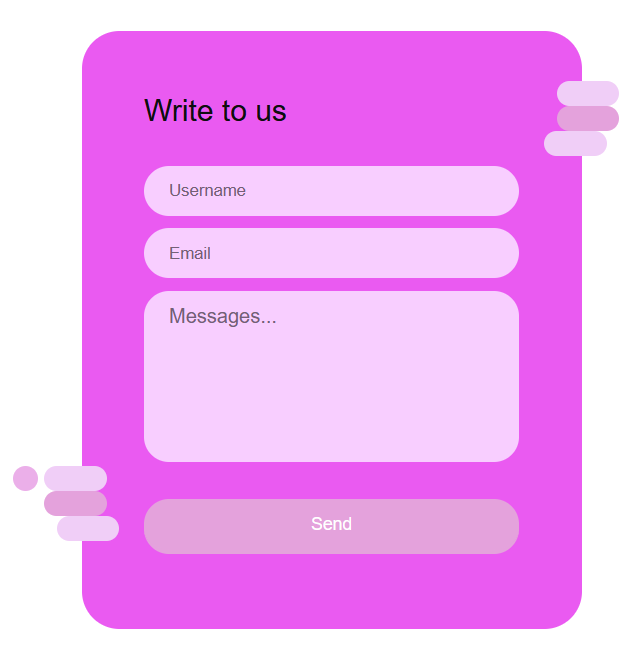 Write to us
Username
Email
Messages...
Send